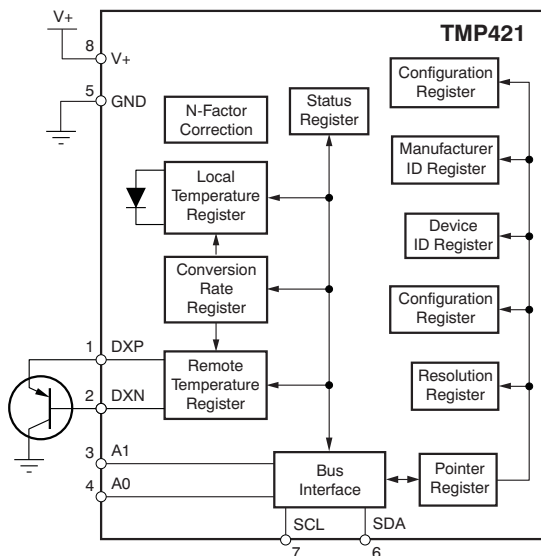 V+
TMP421
8
V+
5
GND
N-Factor
Correction
Status
Register
Configuration
Register
Manufacturer
ID Register
Local
Temperature
Register
Device
ID Register
Conversion
Rate
Register
Configuration
Register
1
DXP
Remote
Temperature
Register
Resolution
Register
2
DXN
3
A1
4
A0
Bus
Interface
Pointer
Register
SCL
SDA
7
6